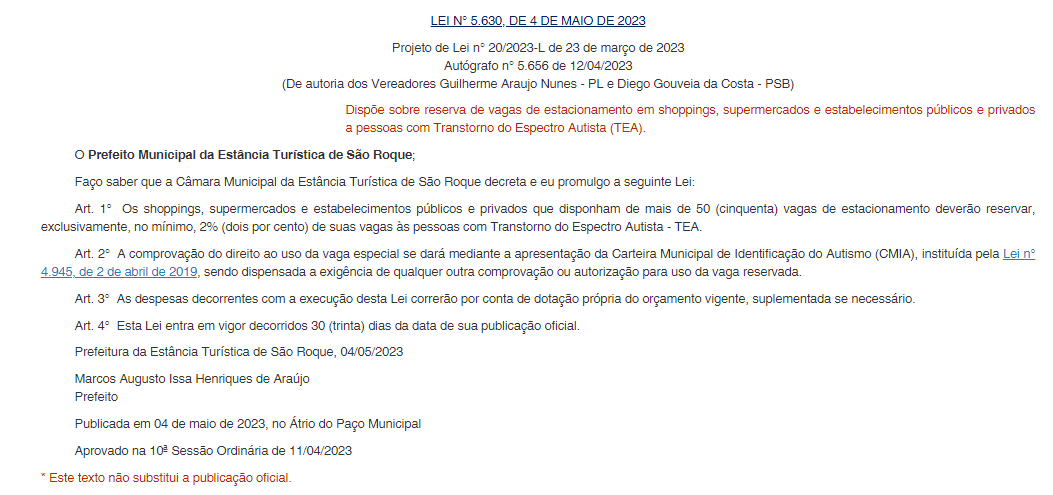 LEI N° 5.630, DE 4 DE MAIO DE 2023
Projeto de Lei n° 20/2023-L de 23 de março de 2023
Autógrafo n° 5.656 de 12/04/2023
(De autoria dos Vereadores Guilherme Araujo Nunes - PL e Diego Gouveia da Costa - PSB)
Dispõe sobre reserva de vagas de estacionamento em shoppings, supermercados e estabelecimentos públicos e privados
a pessoas com Transtorno do Espectro Autista (TEA).
O Prefeito Municipal da Estância Turística de São Roque;
Faço saber que a Câmara Municipal da Estância Turística de São Roque decreta e eu promulgo a seguinte Lei:
Art. 1° Os shoppings, supermercados e estabelecimentos públicos e privados que disponham de mais de 50 (cinquenta) vagas de estacionamento deverão reservar,
exclusivamente, no mínimo, 2% (dois por cento) de suas vagas às pessoas com Transtorno do Espectro Autista - TEA.
Art. 2° A comprovação do direito ao uso da vaga especial se dará mediante a apresentação da Carteira Municipal de Identificação do Autismo (CMIA), instituída pela Lei n°
4.945, de 2 de abril de 2019, sendo dispensada a exigência de qualquer outra comprovação ou autorização para uso da vaga reservada.
Art. 3° As despesas decorrentes com a execução desta Lei correrão por conta de dotação própria do orçamento vigente, suplementada se necessário.
Art. 4° Esta Lei entra em vigor decorridos 30 (trinta) dias da data de sua publicação oficial.
Prefeitura da Estância Turística de São Roque, 04/05/2023
Marcos Augusto Issa Henriques de Araújo
Prefeito
Publicada em 04 de maio de 2023, no Átrio do Paço Municipal
Aprovado na 10ª Sessão Ordinária de 11/04/2023
* Este texto não substitui a publicação oficial.